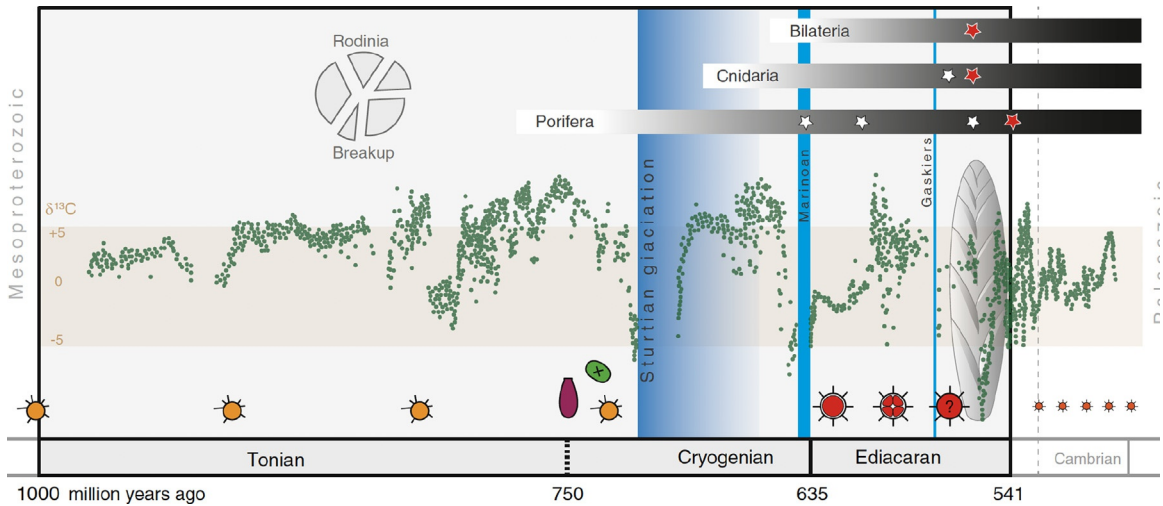 Bilateria
Rodinia
Cnidaria
Mesoproterozoic
Porifera
Breakup
Marinoan
Gaskiers
Sturtian glaciation
δ13C
+5
0
-5
?
Tonian
Cryogenian
Ediacaran
Cambrian
1000 million years ago
750
635
541